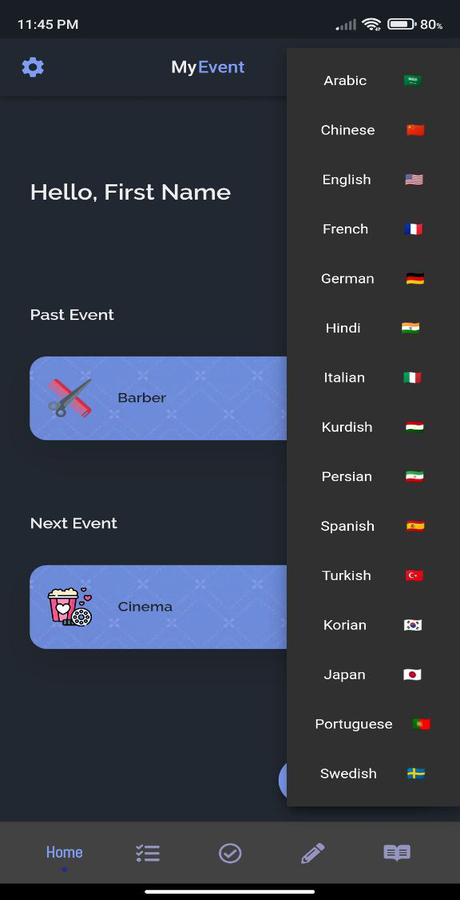 11:45 PM
80%
MyEvent
Arabic
Chinese
English
Hello, First Name
French
German
Past Event
Hindi
Italian
Barber
Kurdish
Persian
Next Event
Spanish
Turkish
Cinema
Korian
Japan
Portuguese
Swedish
Home